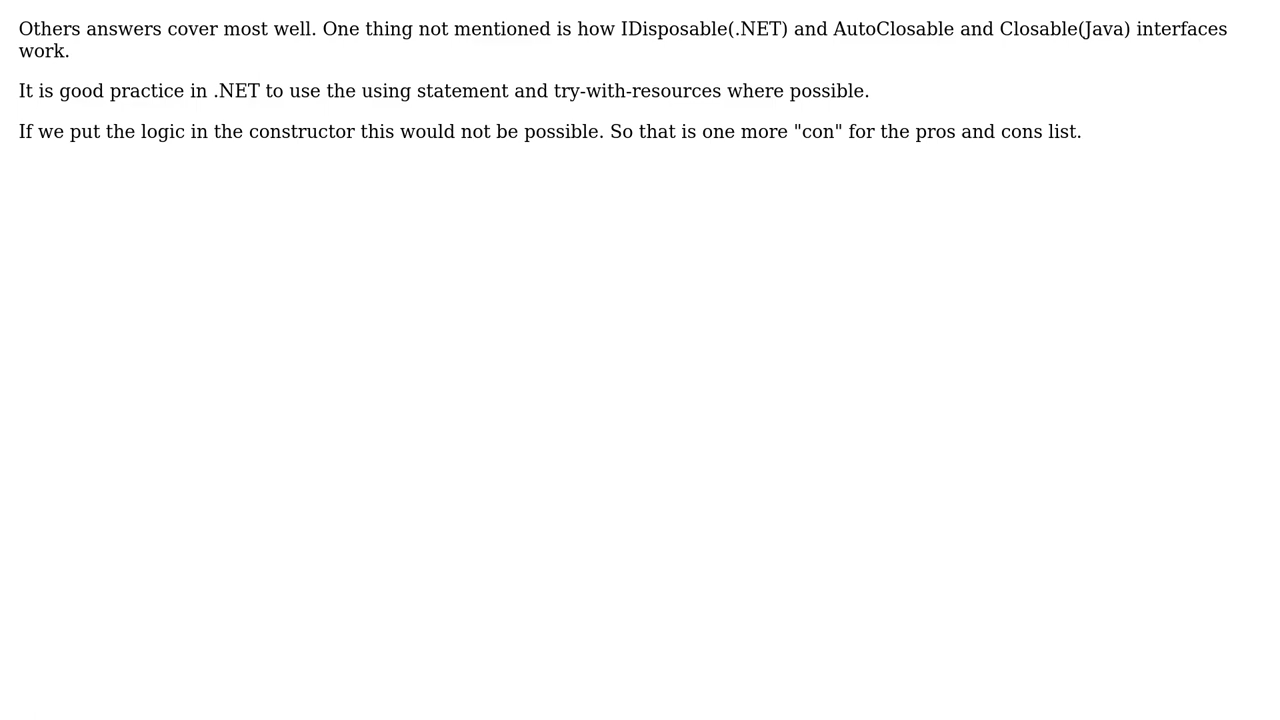 Others answers cover most well. One thing not mentioned is how IDisposable(.NET) and AutoClosable and Closable(Java) interfaces
work.
It is good practice in .NET to use the using statement and try-with-resources where possible.
If we put the logic in the constructor this would not be possible. So that is one more "con" for the pros and cons list.